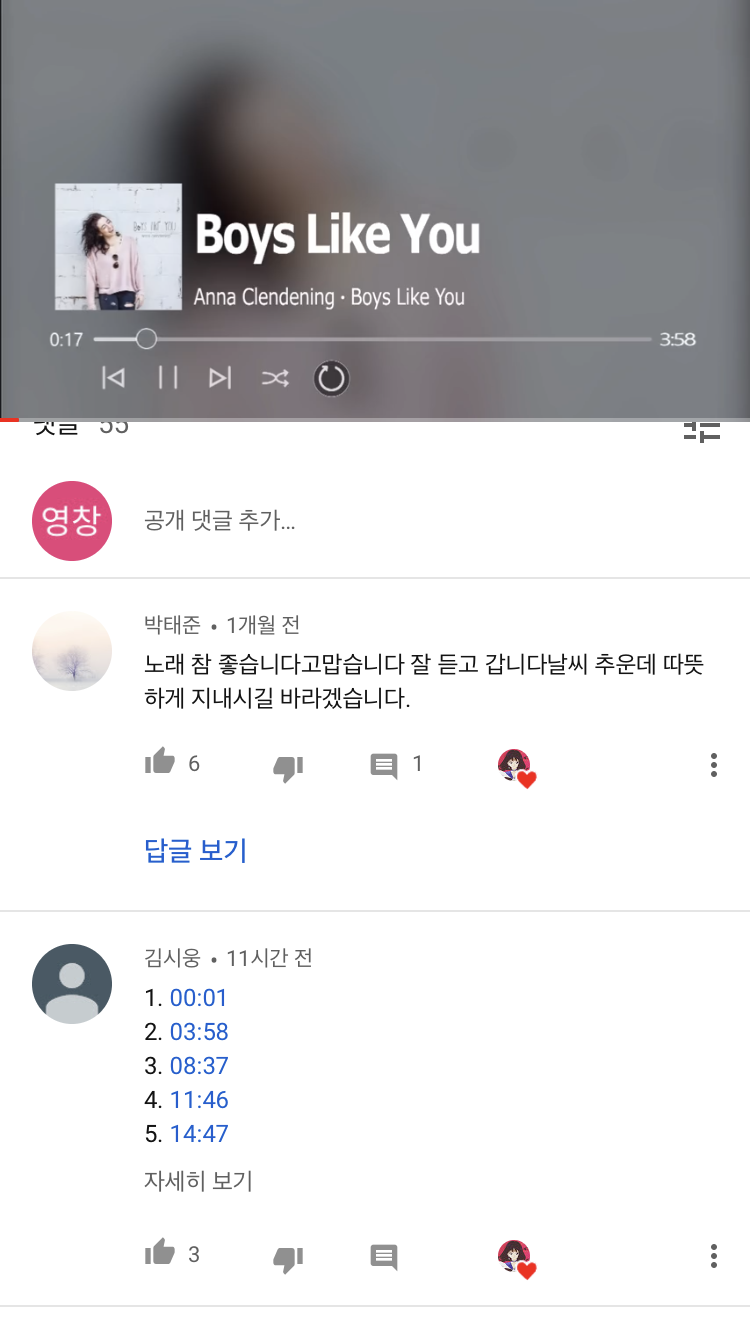 Boys Like You
Anna Clendening · Boys Like You
0:17
3:58
댓글 55
영창
공개 댓글 추가...
박태준 • 1개월 전
노래 참 좋습니다고맙습니다 잘 듣고 갑니다날씨 추운데 따뜻
하게 지내시길 바라겠습니다.
6
1
답글 보기
김시웅 • 11시간 전
1. 00:01
2. 03:58
3. 08:37
4. 11:46
5. 14:47
자세히 보기
3